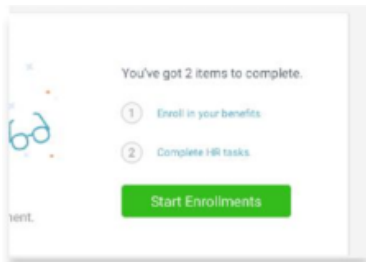 You've got 2 items to complete.
1 Enroll in your benefits
2 Complete HR tasks
Start Enrollments